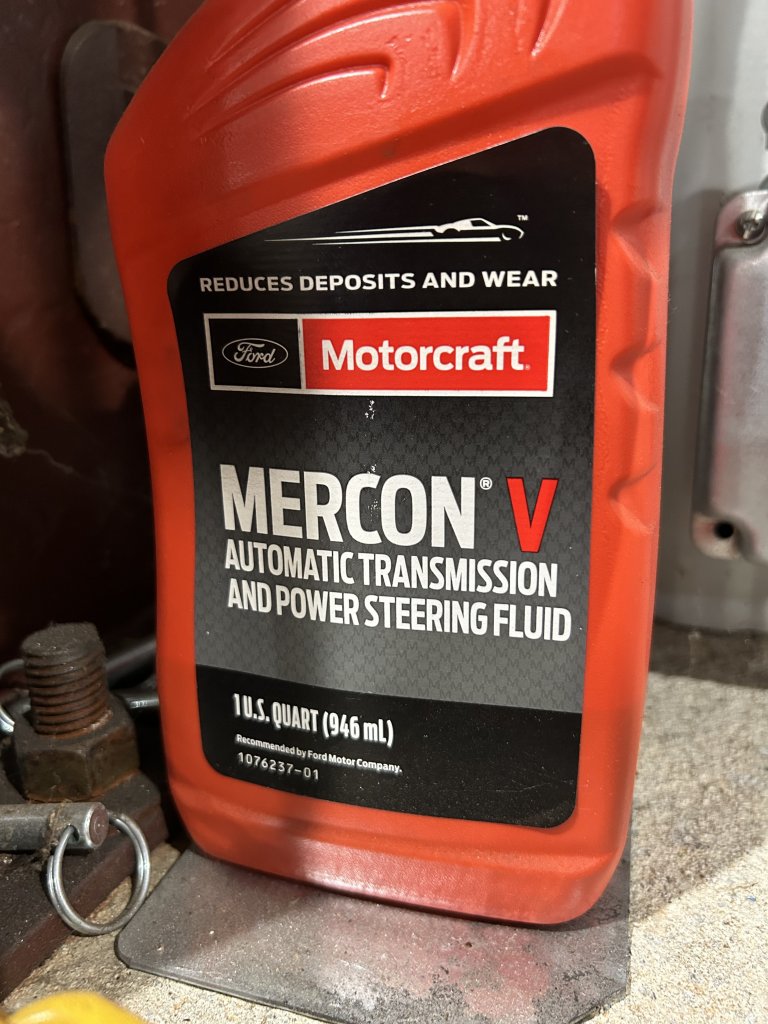 ™
REDUCES DEPOSITS AND WEAR
Ford Motorcraft®
MERCON® V
AUTOMATIC TRANSMISSION
AND POWER STEERING FLUID
1 U.S. QUART (946 mL)
Recommended by Ford Motor Company.
1076237-01